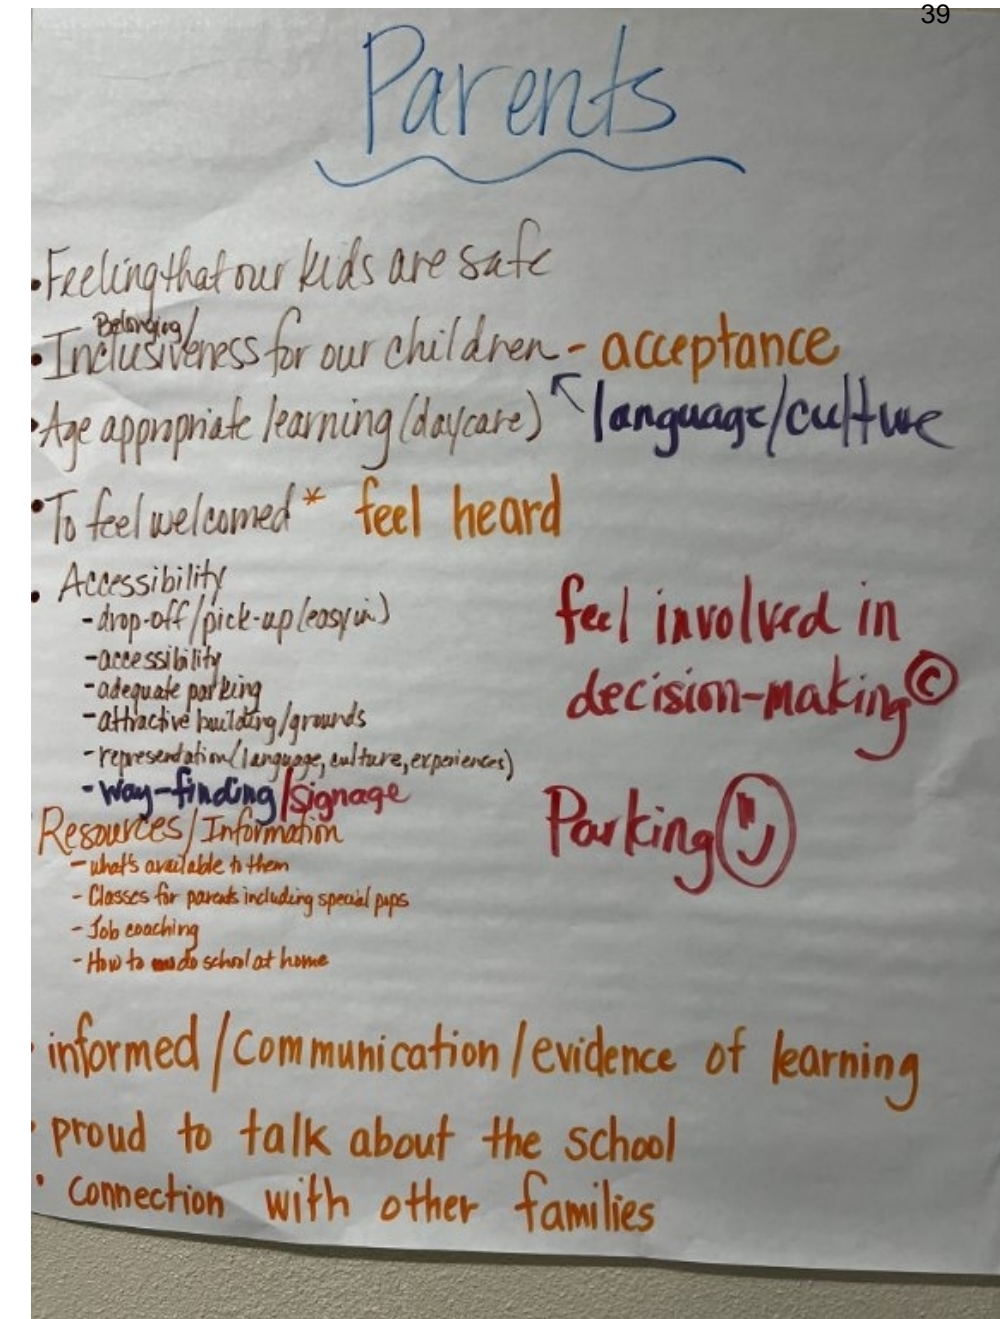 39
Parents
• Feeling that our kids are safe
Belonging/
• Inclusiveness for our children - acceptance
• Age appropriate learning (daycare) ↖ language/culture
• To feel welcomed * feel heard
• Accessibility
- drop-off/pick-up (easy in)
- accessibility
- adequate parking
- attractive building/grounds
- representation (language, culture, experiences)
- way-finding/signage
feel involved in
decision-making ©
Parking
Resources/Information
- what's available to them
- Classes for parents including special pops
- Job coaching
- How to do school at home
• informed/communication/evidence of learning
• proud to talk about the school
• connection with other families